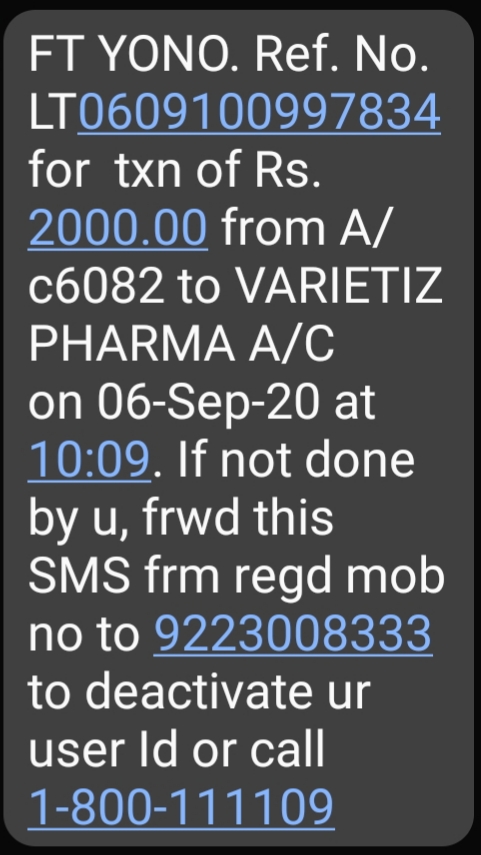 FT YONO. Ref. No.
LT0609100997834
for  txn of Rs.
2000.00 from A/
c6082 to VARIETIZ
PHARMA A/C
on 06-Sep-20 at
10:09. If not done
by u, frwd this
SMS frm regd mob
no to 9223008333
to deactivate ur
user Id or call
1-800-111109